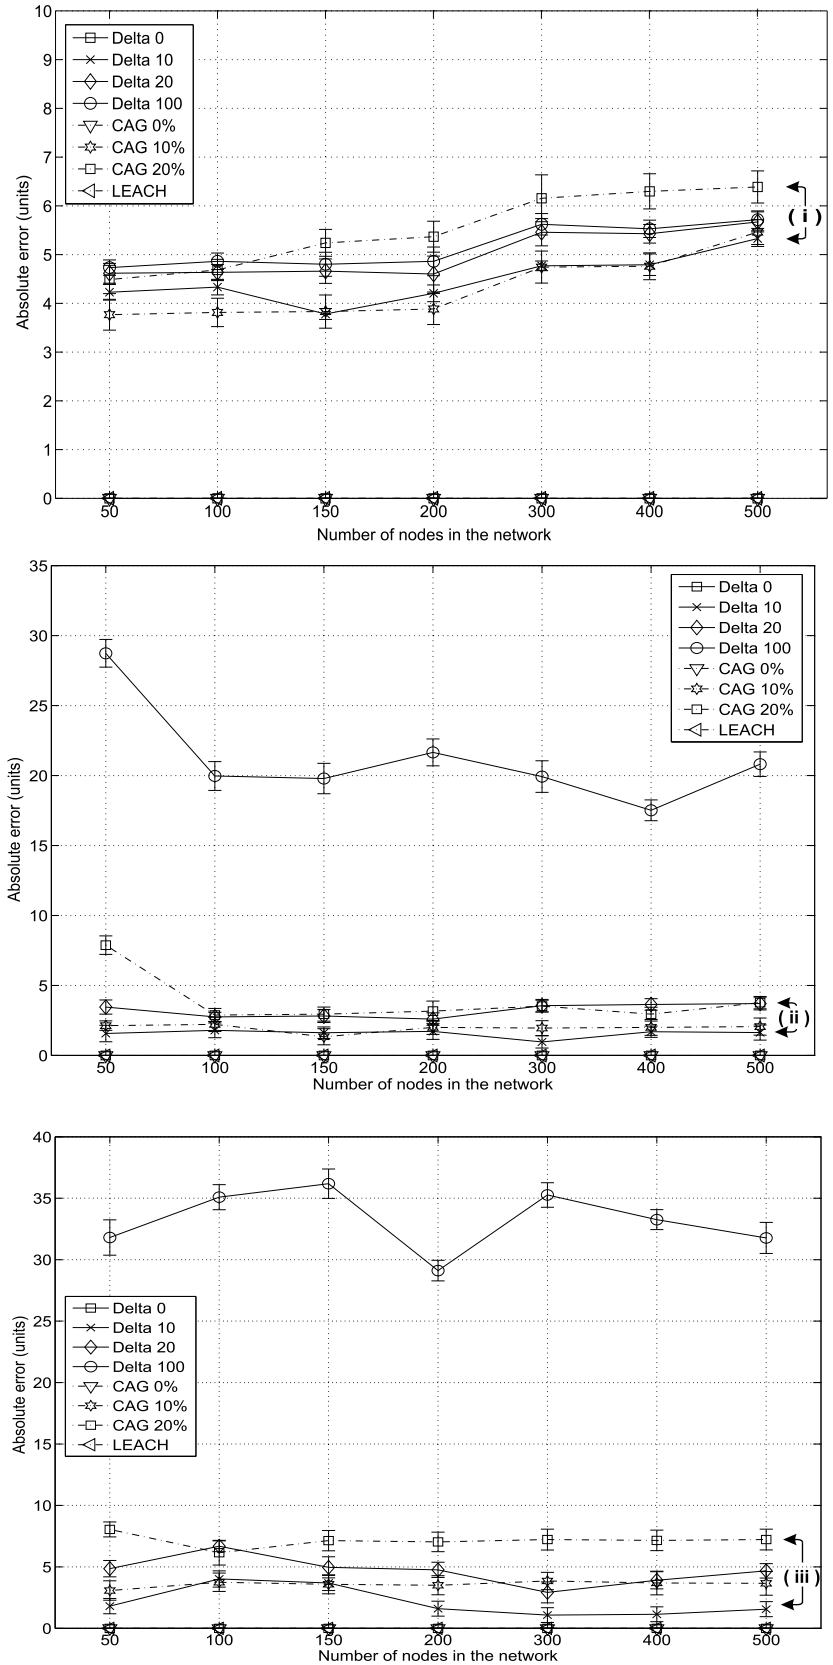 10
9
8
7
6
5
4
3
2
1
0
Absolute error (units)
Delta 0
Delta 10
Delta 20
Delta 100
CAG 0%
CAG 10%
CAG 20%
LEACH
( i )
50 100 150 200 300 400 500
Number of nodes in the network
35
30
25
20
15
10
5
0
Absolute error (units)
Delta 0
Delta 10
Delta 20
Delta 100
CAG 0%
CAG 10%
CAG 20%
LEACH
( ii )
50 100 150 200 300 400 500
Number of nodes in the network
40
35
30
25
20
15
10
5
0
Absolute error (units)
Delta 0
Delta 10
Delta 20
Delta 100
CAG 0%
CAG 10%
CAG 20%
LEACH
( iii )
50 100 150 200 300 400 500
Number of nodes in the network